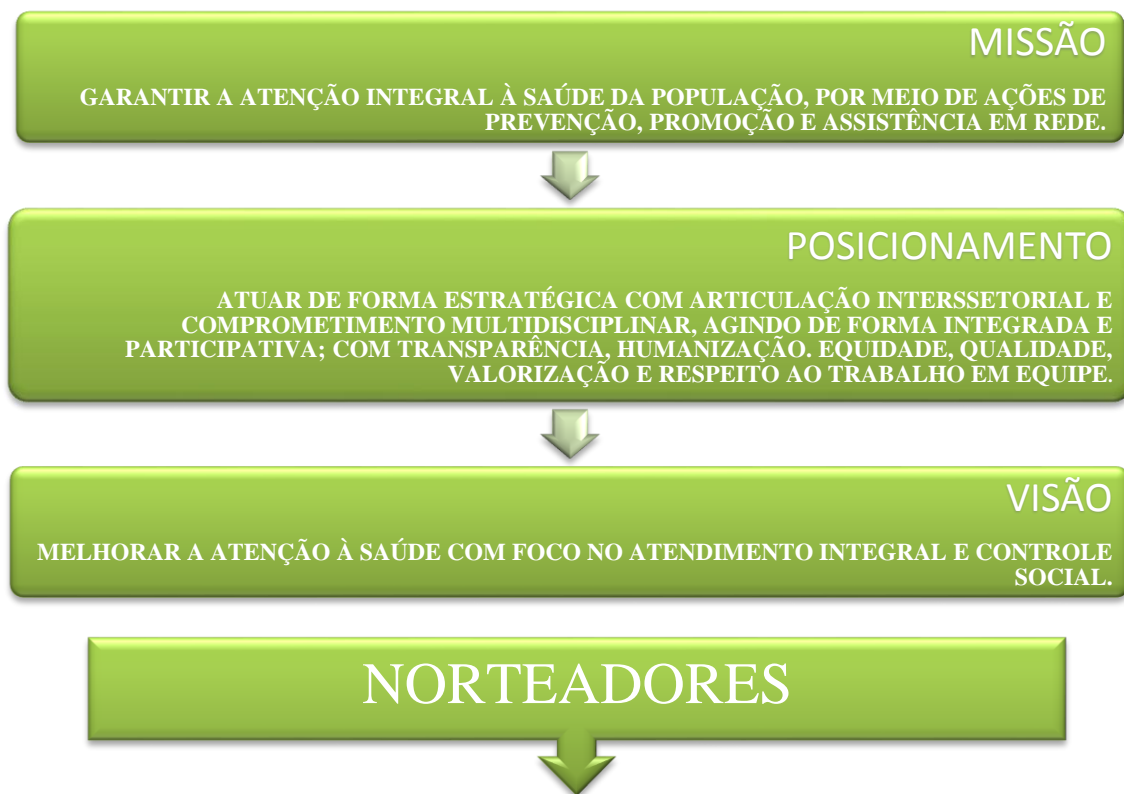 MISSÃO
GARANTIR A ATENÇÃO INTEGRAL À SAÚDE DA POPULAÇÃO, POR MEIO DE AÇÕES DE
PREVENÇÃO, PROMOÇÃO E ASSISTÊNCIA EM REDE.
POSICIONAMENTO
ATUAR DE FORMA ESTRATÉGICA COM ARTICULAÇÃO INTERSSETORIAL E
COMPROMETIMENTO MULTIDISCIPLINAR, AGINDO DE FORMA INTEGRADA E
PARTICIPATIVA; COM TRANSPARÊNCIA, HUMANIZAÇÃO. EQUIDADE, QUALIDADE,
VALORIZAÇÃO E RESPEITO AO TRABALHO EM EQUIPE.
VISÃO
MELHORAR A ATENÇÃO À SAÚDE COM FOCO NO ATENDIMENTO INTEGRAL E CONTROLE
SOCIAL.
NORTEADORES